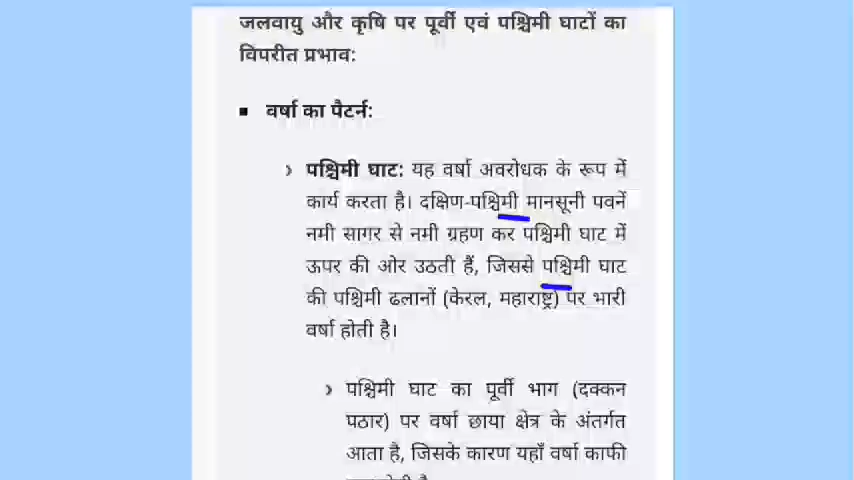 जलवायु और कृषि पर पूर्वी एवं पश्चिमी घाटों का
विपरीत प्रभाव:
▪ वर्षा का पैटर्न:
› पश्चिमी घाट: यह वर्षा अवरोधक के रूप में
कार्य करता है। दक्षिण-पश्चिमी मानसूनी पवनें
नमी सागर से नमी ग्रहण कर पश्चिमी घाट में
ऊपर की ओर उठती हैं, जिससे पश्चिमी घाट
की पश्चिमी ढलानों (केरल, महाराष्ट्र) पर भारी
वर्षा होती है।
› पश्चिमी घाट का पूर्वी भाग (दक्कन
पठार) पर वर्षा छाया क्षेत्र के अंतर्गत
आता है, जिसके कारण यहाँ वर्षा काफी